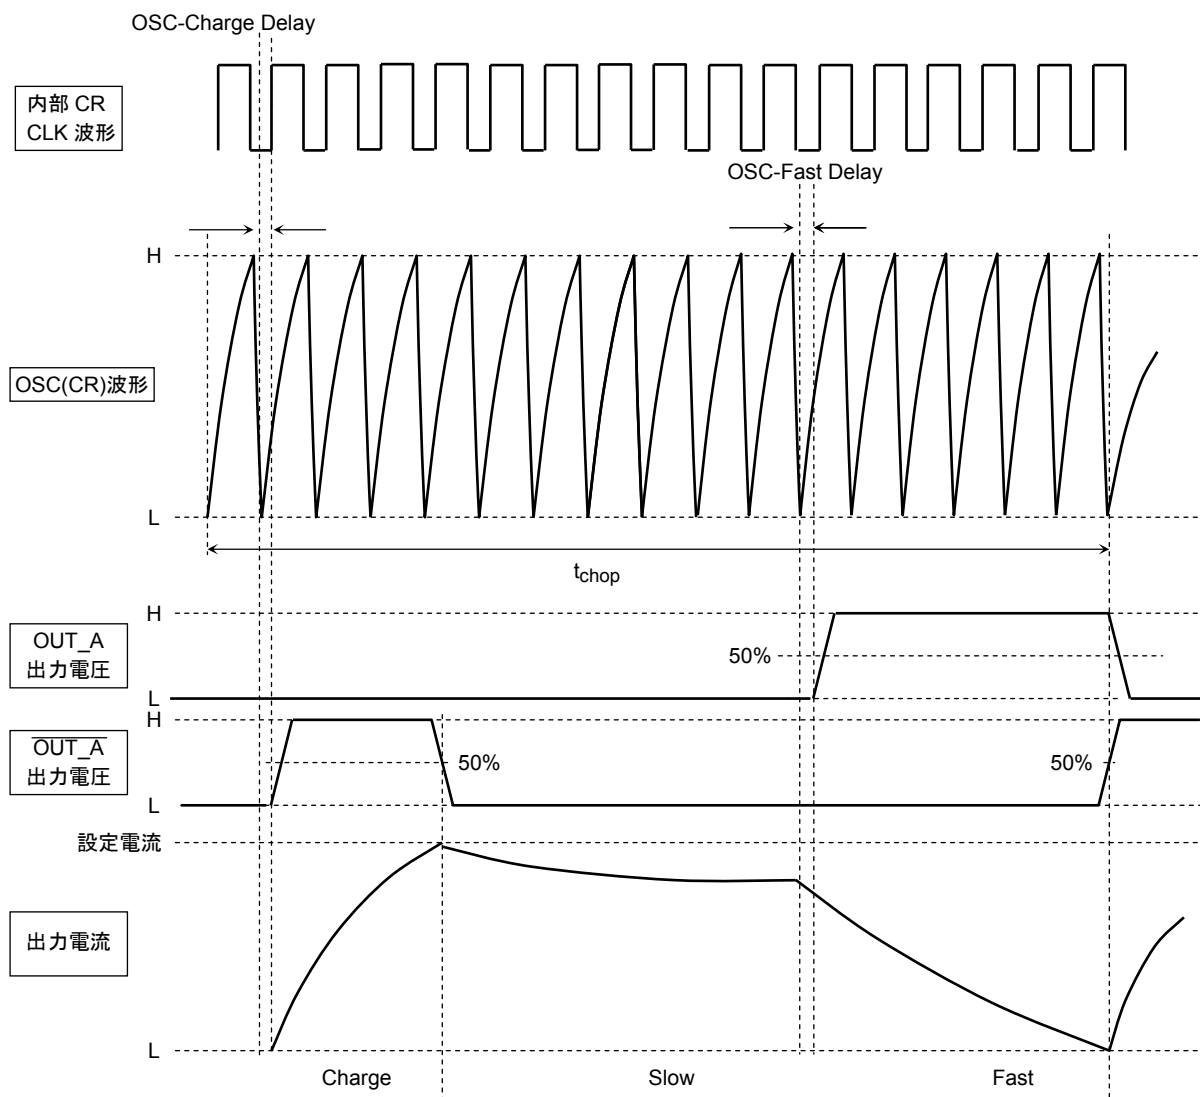 OSC-Charge Delay
内部 CR
CLK 波形
OSC-Fast Delay
H
OSC(CR)波形
L
tchop
H
OUT_A
出力電圧
50%
L
H
OUT_A
出力電圧
50%
50%
L
設定電流
出力電流
L
Charge
Slow
Fast